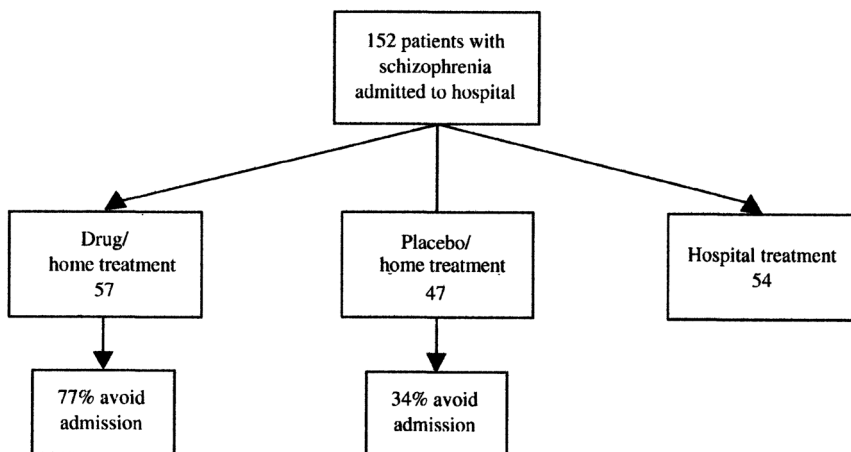 152 patients with
schizophrenia
admitted to hospital
Drug/
home treatment
57
Placebo/
home treatment
47
Hospital treatment
54
77% avoid
admission
34% avoid
admission